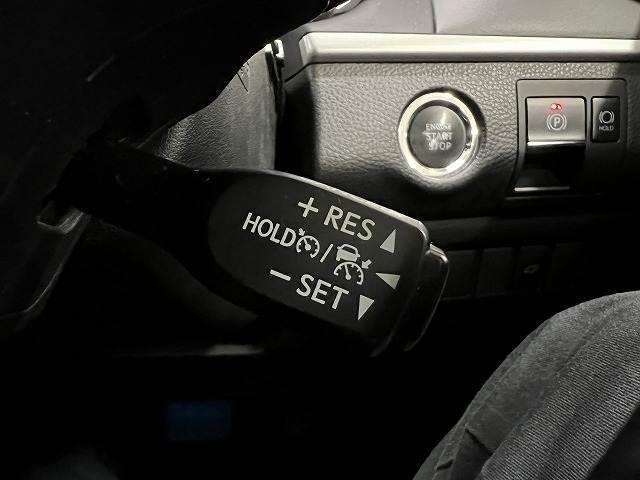 ENGINE
START
STOP
P
HOLD
+ RES ▲
HOLD / ◀
− SET ▼